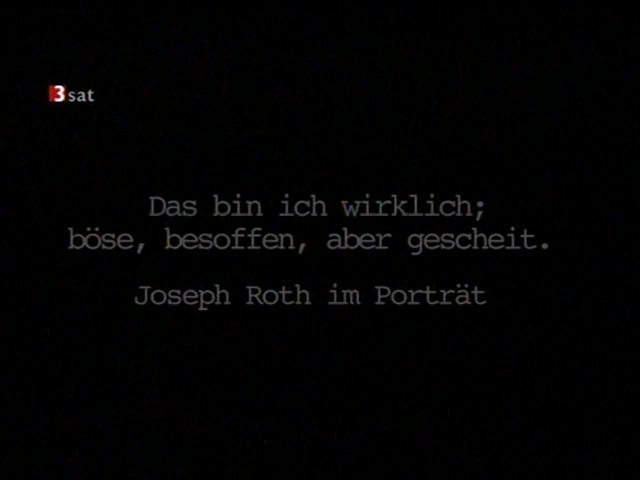 3sat
Das bin ich wirklich;
böse, besoffen, aber gescheit.
Joseph Roth im Porträt